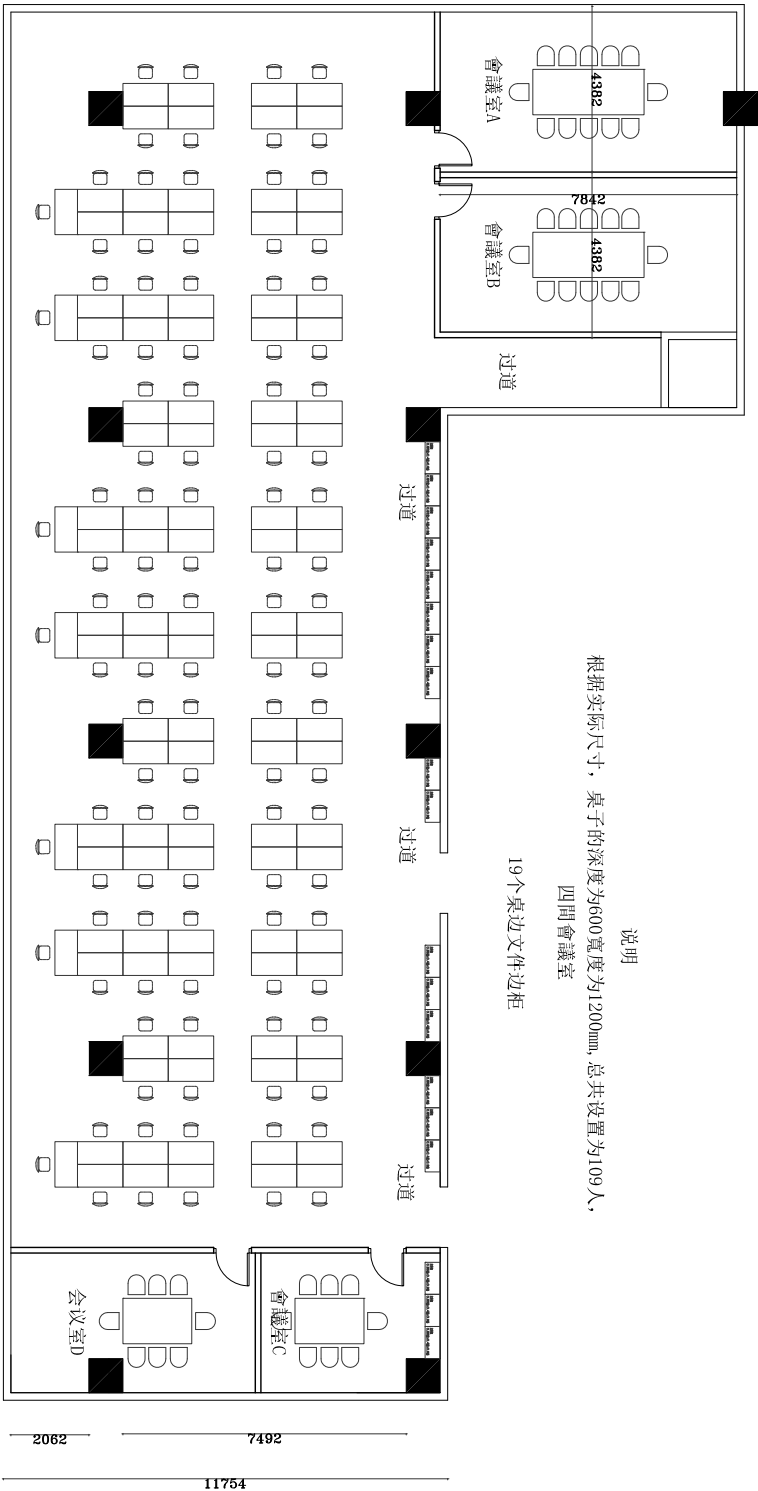 會議室A
4382
7842
會議室B
4382
过道
过道
过道
过道
说明
根据实际尺寸，桌子的深度为600寬度为1200mm,总共设置为109人，
四間會議室
19个桌边文件边柜
會議室C
会议室D
2062
7492
11754